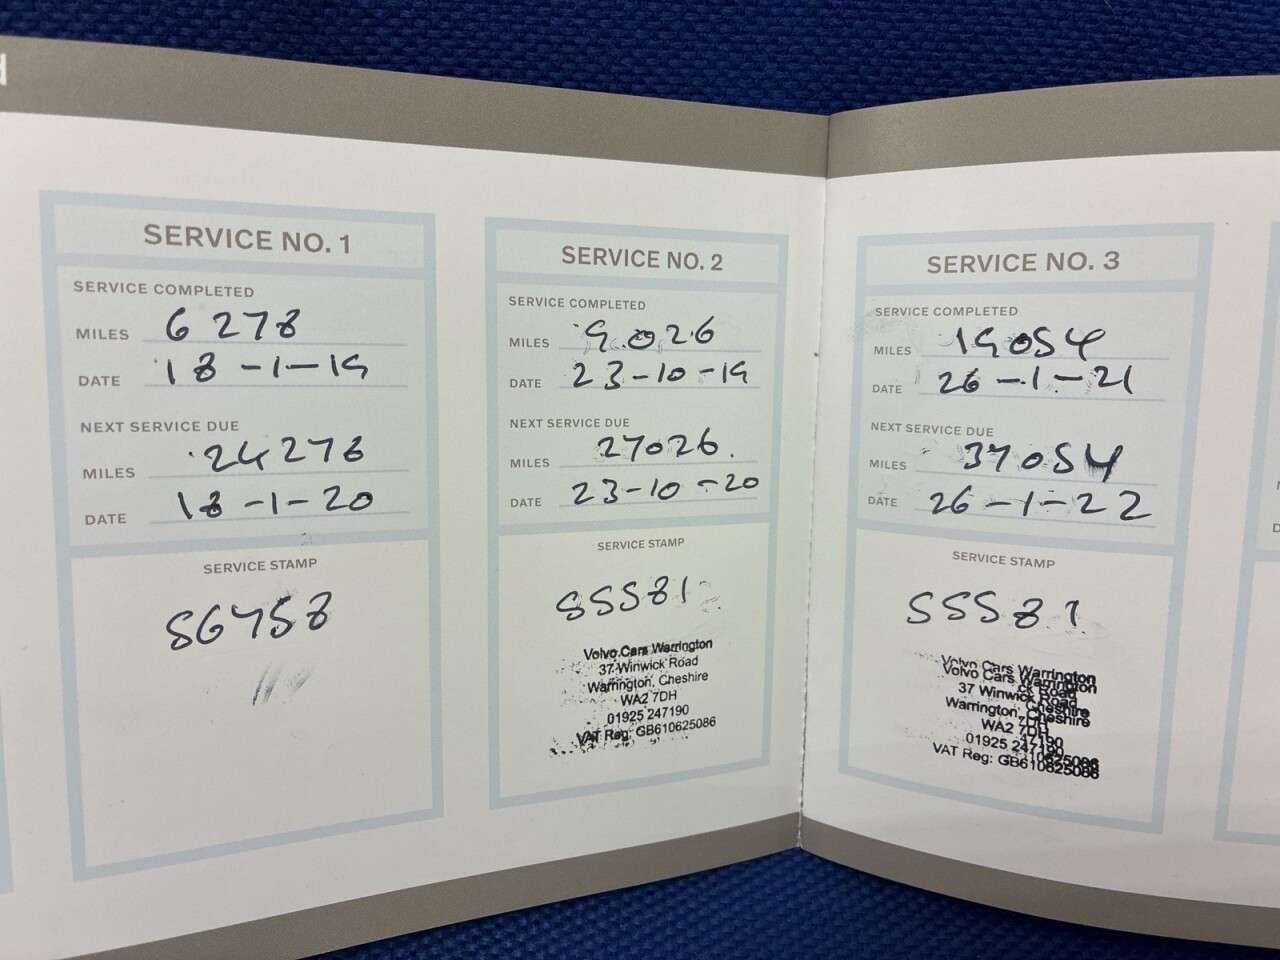 SERVICE NO. 1
SERVICE COMPLETED
MILES 6278
DATE 18-1-19
NEXT SERVICE DUE
MILES 24278
DATE 18-1-20
SERVICE STAMP
SERVICE NO. 2
SERVICE COMPLETED
MILES 9026
DATE 23-10-19
NEXT SERVICE DUE
MILES 27026.
DATE 23-10-20
SERVICE STAMP
55581
Volvo Cars Warrington
37 Winwick Road
Warrington, Cheshire
WA2 7DH
01925 247190
VAT Reg: GB610625086
SERVICE NO. 3
SERVICE COMPLETED
MILES 19054
DATE 26-1-21
NEXT SERVICE DUE
MILES 37054
DATE 26-1-22
SERVICE STAMP
55581
Volvo Cars Warrington
37 Winwick Road
Warrington, Cheshire
WA2 7DH
01925 247190
VAT Reg: GB610625086